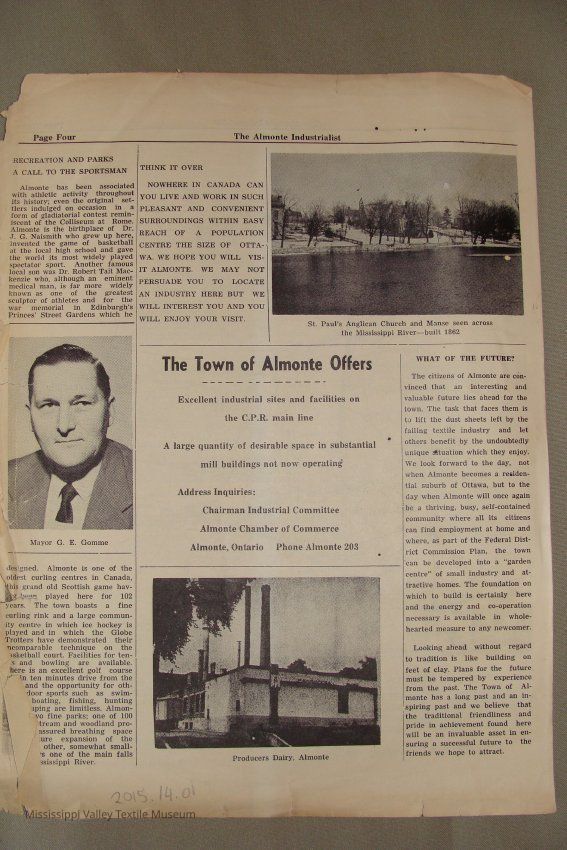 Page Four
The Almonte Industrialist
RECREATION AND PARKS
A CALL TO THE SPORTSMAN
Almonte has been associated
with athletic activity throughout
its history; even the original set-
tlers indulged on occasion in a
form of gladiatorial contest remin-
iscent of the Colliseum at Rome.
Almonte is the birthplace of Dr.
J. G. Naismith who grew up here,
invented the game of basketball
at the local high school and gave
the world its most widely played
spectator sport. Another famous
local son was Dr. Robert Tait Mac-
kenzie who, although an eminent
medical man, is far more widely
known as one of the greatest
sculptor of athletes and for the
war memorial in Edinburgh's
Princes' Street Gardens which he
Mayor G. E. Gomme
designed. Almonte is one of the
oldest curling centres in Canada,
this grand old Scottish game hav-
ing been played here for 102
years. The town boasts a fine
curling rink and a large commun-
ity centre in which ice hockey is
played and in which the Globe
Trotters have demonstrated their
incomparable technique on the
basketball court. Facilities for ten-
and bowling are available.
here is an excellent golf course
in ten minutes drive from the
and the opportunity for oth-
door sports such as swim-
boating, fishing, hunting
ping are limitless. Almon-
wo fine parks; one of 100
tream and woodland pro-
assured breathing space
ure expansion of the
other, somewhat small-
s one of the main falls
ssissippi River.
THINK IT OVER
NOWHERE IN CANADA CAN
YOU LIVE AND WORK IN SUCH
PLEASANT AND CONVENIENT
SURROUNDINGS WITHIN EASY
REACH OF A POPULATION
CENTRE THE SIZE OF OTTA-
WA. WE HOPE YOU WILL VIS-
IT ALMONTE. WE MAY NOT
PERSUADE YOU TO LOCATE
AN INDUSTRY HERE BUT WE
WILL INTEREST YOU AND YOU
WILL ENJOY YOUR VISIT.
St. Paul's Anglican Church and Manse seen across
the Mississippi River—built 1862
The Town of Almonte Offers
Excellent industrial sites and facilities on
the C.P.R. main line
A large quantity of desirable space in substantial
mill buildings not now operating
Address Inquiries:
Chairman Industrial Committee
Almonte Chamber of Commerce
Almonte, Ontario Phone Almonte 203
Producers Dairy, Almonte
WHAT OF THE FUTURE?
The citizens of Almonte are con-
vinced that an interesting and
valuable future lies ahead for the
town. The task that faces them is
to lift the dust sheets left by the
failing textile industry and let
others benefit by the undoubtedly
unique situation which they enjoy.
We look forward to the day, not
when Almonte becomes a residen-
tial suburb of Ottawa, but to the
day when Almonte will once again
be a thriving, busy, self-contained
community where all its citizens
can find employment at home and
where, as part of the Federal Dist-
rict Commission Plan, the town
can be developed into a "garden
centre" of small industry and at-
tractive homes. The foundation on
which to build is certainly here
and the energy and co-operation
necessary is available in whole-
hearted measure to any newcomer.
Looking ahead without regard
to tradition is like building on
feet of clay. Plans for the future
must be tempered by experience
from the past. The Town of Al-
monte has a long past and an in-
spiring past and we believe that
the traditional friendliness and
pride in achievement found here
will be an invaluable asset in en-
suring a successful future to the
friends we hope to attract.
2015.14.01
Mississippi Valley Textile Museum